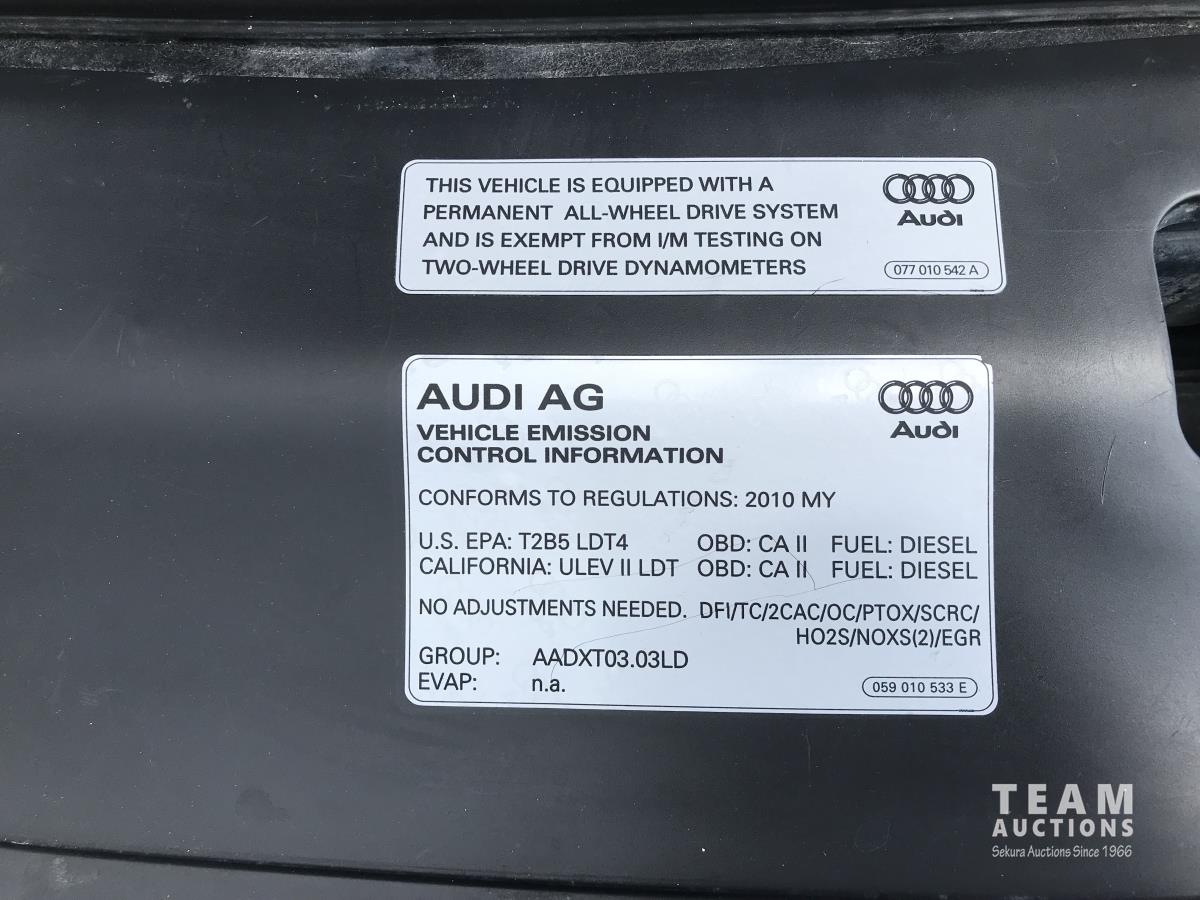 THIS VEHICLE IS EQUIPPED WITH A
PERMANENT ALL-WHEEL DRIVE SYSTEM
AND IS EXEMPT FROM I/M TESTING ON
TWO-WHEEL DRIVE DYNAMOMETERS
Audi
077 010 542 A
AUDI AG
Audi
VEHICLE EMISSION
CONTROL INFORMATION
CONFORMS TO REGULATIONS: 2010 MY
U.S. EPA: T2B5 LDT4 OBD: CA II FUEL: DIESEL
CALIFORNIA: ULEV II LDT OBD: CA II FUEL: DIESEL
NO ADJUSTMENTS NEEDED. DFI/TC/2CAC/OC/PTOX/SCRC/
HO2S/NOXS(2)/EGR
GROUP: AADXT03.03LD
EVAP: n.a.
059 010 533 E
TEAM
AUCTIONS
Sekura Auctions Since 1966